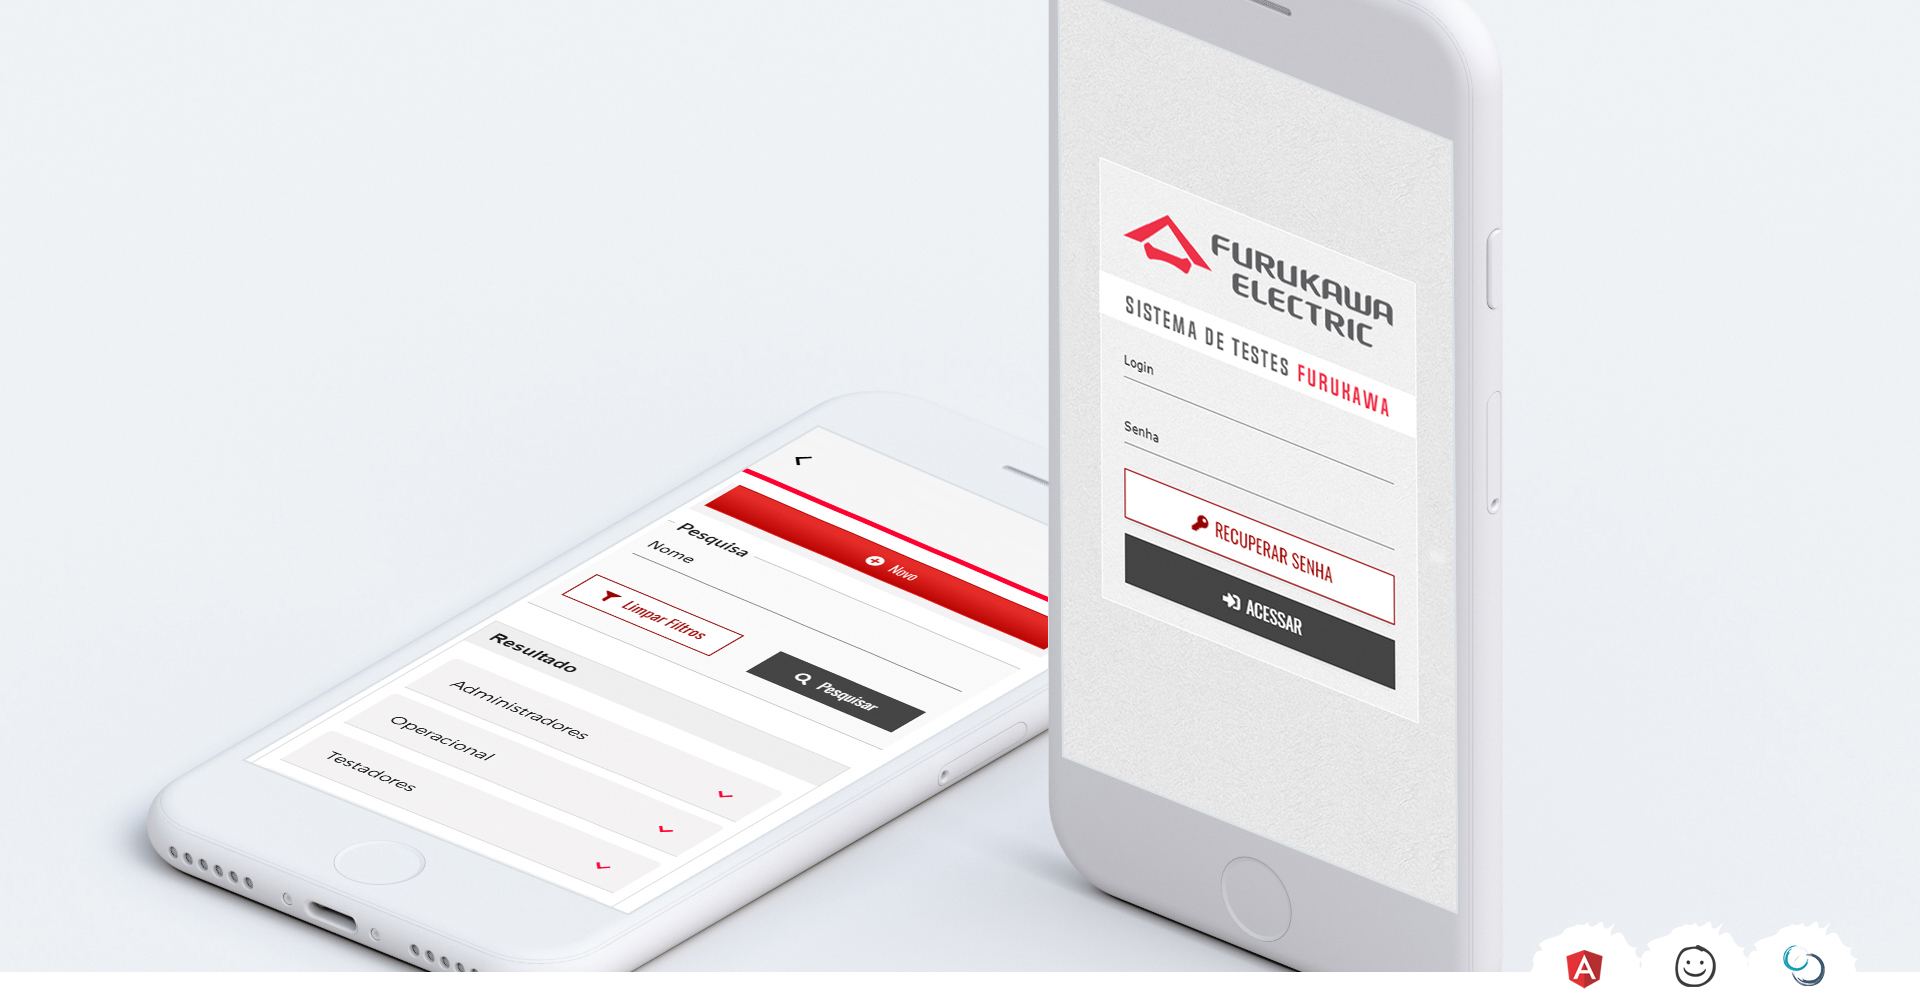 FURUKAWA
ELECTRIC
SISTEMA DE TESTES FURUKAWA
Login
Senha
RECUPERAR SENHA
ACESSAR
Novo
Pesquisa
Nome
Limpar Filtros
Pesquisar
Resultado
Administradores
Operacional
Testadores
A